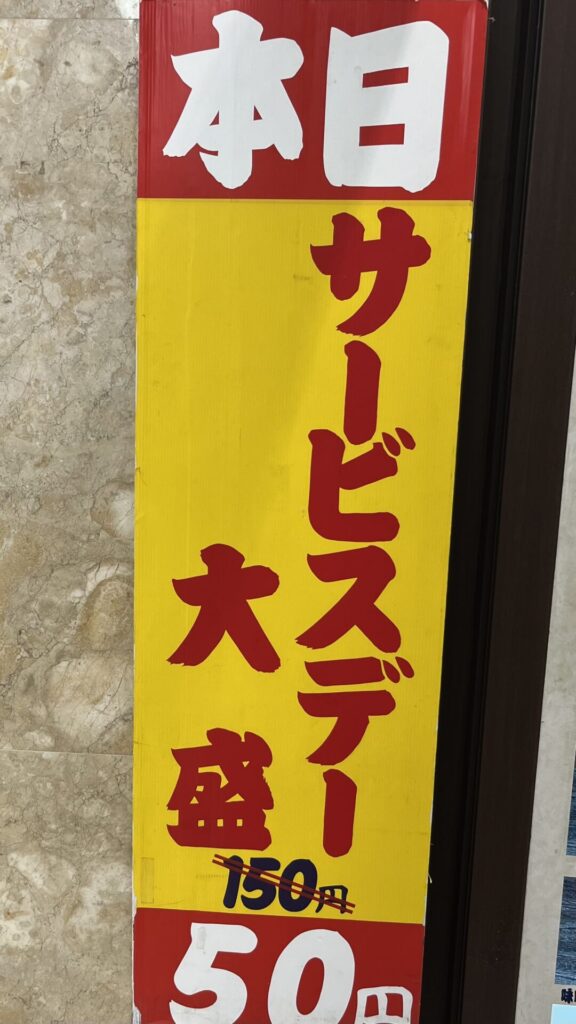 本日
サービスデー
大盛
150円
50円